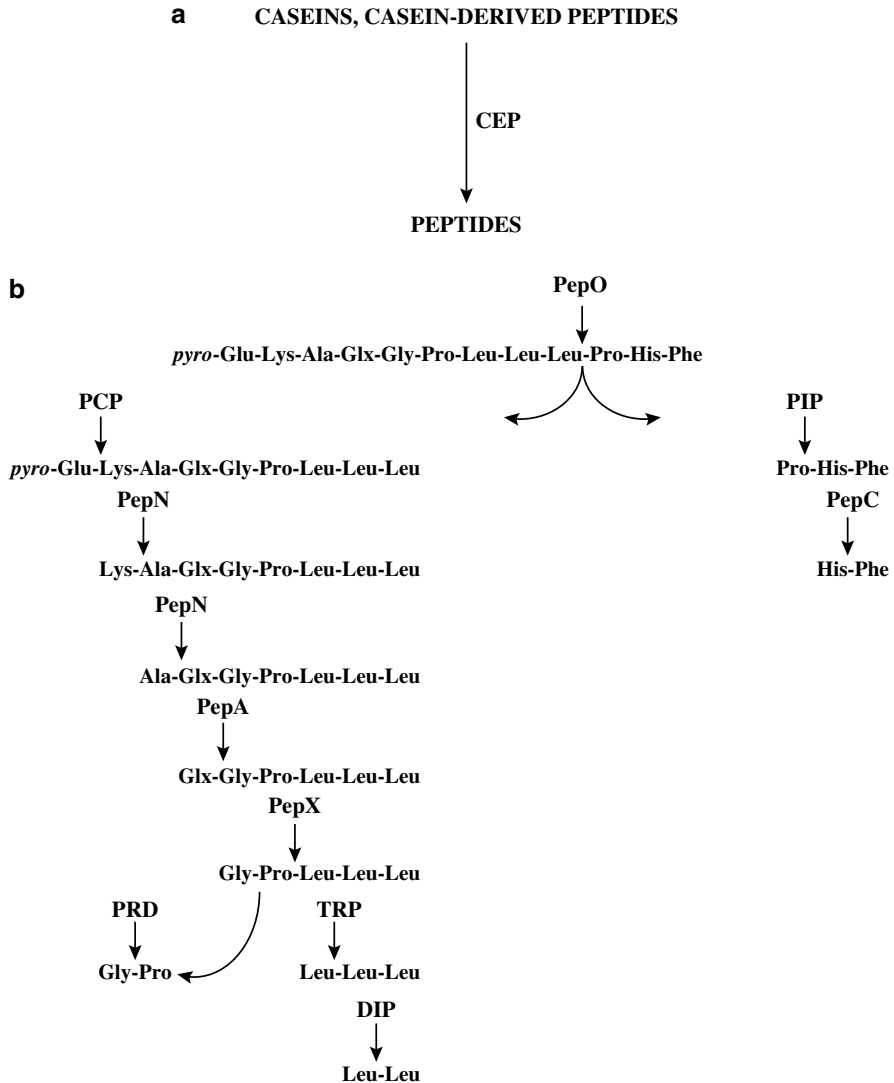 a CASEINS, CASEIN-DERIVED PEPTIDES
CEP
PEPTIDES
b
PepO
pyro-Glu-Lys-Ala-Glx-Gly-Pro-Leu-Leu-Leu-Pro-His-Phe
PCP PIP
pyro-Glu-Lys-Ala-Glx-Gly-Pro-Leu-Leu-Leu Pro-His-Phe
PepN PepC
Lys-Ala-Glx-Gly-Pro-Leu-Leu-Leu His-Phe
PepN
Ala-Glx-Gly-Pro-Leu-Leu-Leu
PepA
Glx-Gly-Pro-Leu-Leu-Leu
PepX
Gly-Pro-Leu-Leu-Leu
PRD TRP
Gly-Pro Leu-Leu-Leu
DIP
Leu-Leu